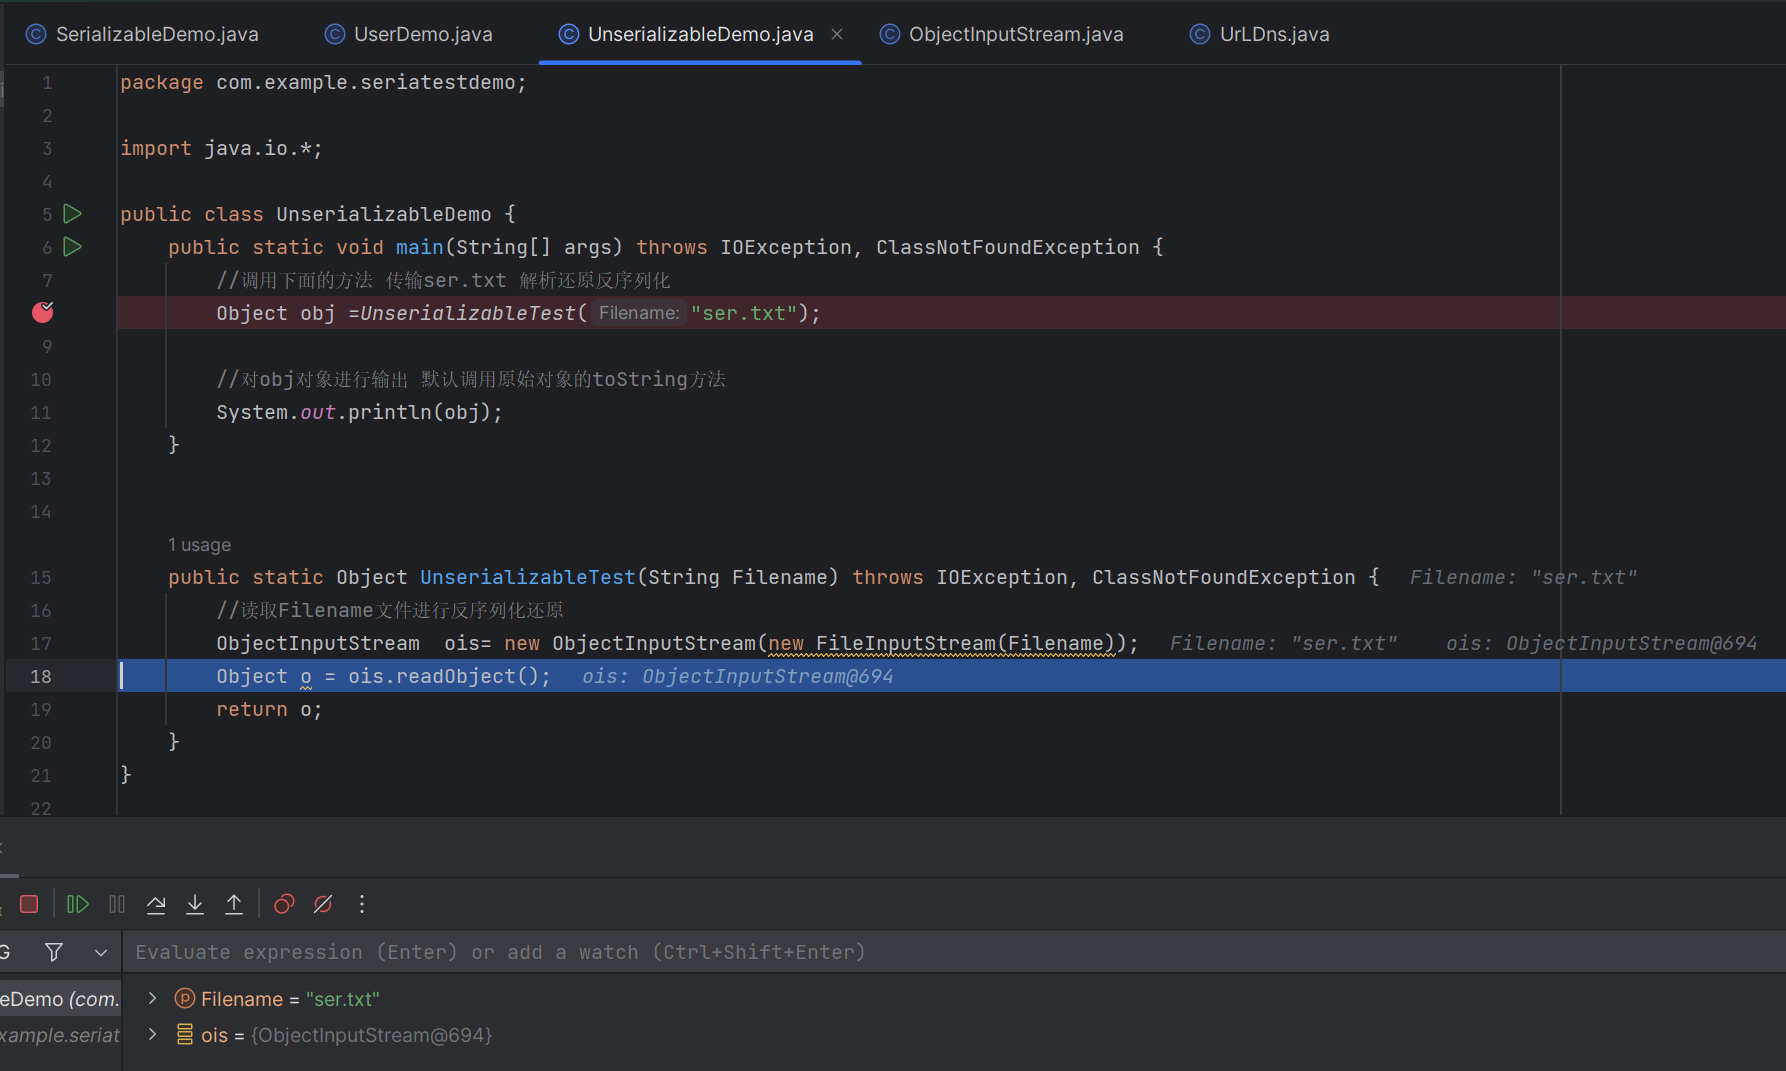 SerializableDemo.java UserDemo.java UnserializableDemo.java ObjectInputStream.java UrLDns.java
1 package com.example.seriatestdemo;
2
3 import java.io.*;
4
5 public class UnserializableDemo {
6 public static void main(String[] args) throws IOException, ClassNotFoundException {
7 //调用下面的方法 传输ser.txt 解析还原反序列化
Object obj =UnserializableTest( Filename: "ser.txt");
9
10 //对obj对象进行输出 默认调用原始对象的toString方法
11 System.out.println(obj);
12 }
13
14
1 usage
15 public static Object UnserializableTest(String Filename) throws IOException, ClassNotFoundException { Filename: "ser.txt"
16 //读取Filename文件进行反序列化还原
17 ObjectInputStream ois= new ObjectInputStream(new FileInputStream(Filename)); Filename: "ser.txt" ois: ObjectInputStream@694
18 Object o = ois.readObject(); ois: ObjectInputStream@694
19 return o;
20 }
21 }
22
Evaluate expression (Enter) or add a watch (Ctrl+Shift+Enter)
eDemo (com. Filename = "ser.txt"
xample.seriat ois = {ObjectInputStream@694}